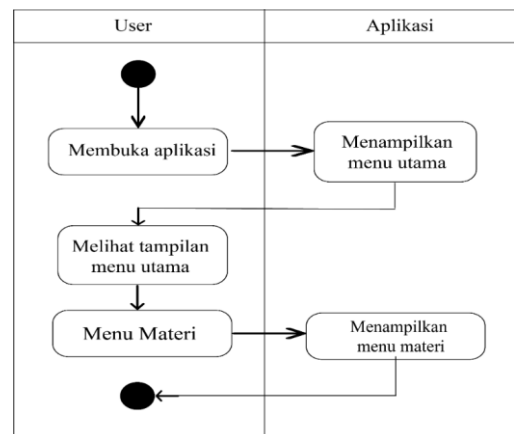 User
Aplikasi
Membuka aplikasi
Menampilkan
menu utama
Melihat tampilan
menu utama
Menu Materi
Menampilkan
menu materi